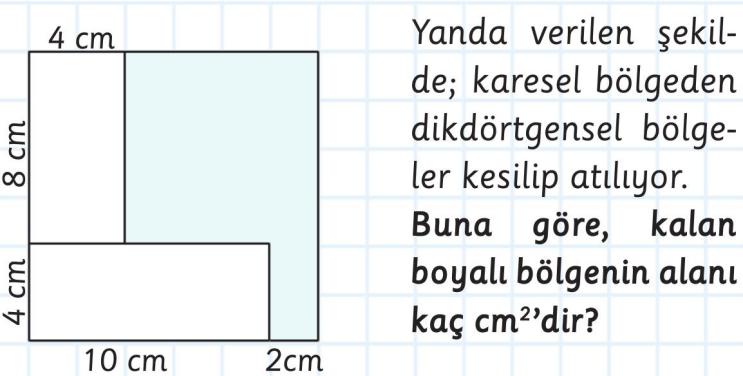 4 cm
8 cm
4 cm
10 cm
2cm
Yanda verilen şekil-
de; karesel bölgeden
dikdörtgensel bölge-
ler kesilip atılıyor.
Buna göre, kalan
boyalı bölgenin alanı
kaç cm²’dir?